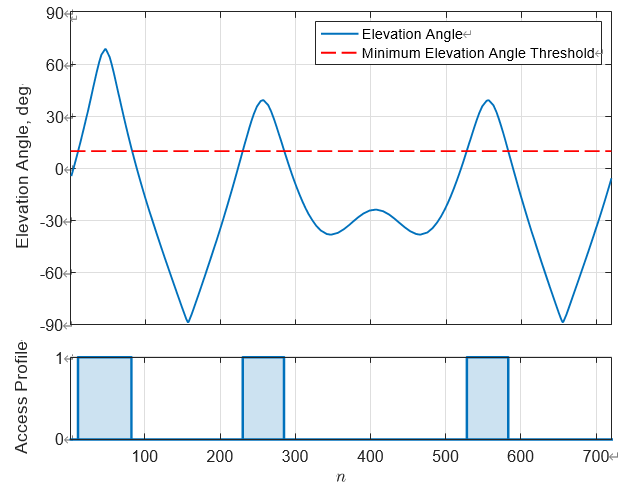 90
60
30
0
-30
-60
-90
Elevation Angle, deg
Elevation Angle
Minimum Elevation Angle Threshold
1
0
Access Profile
100 200 300 400 500 600 700
n